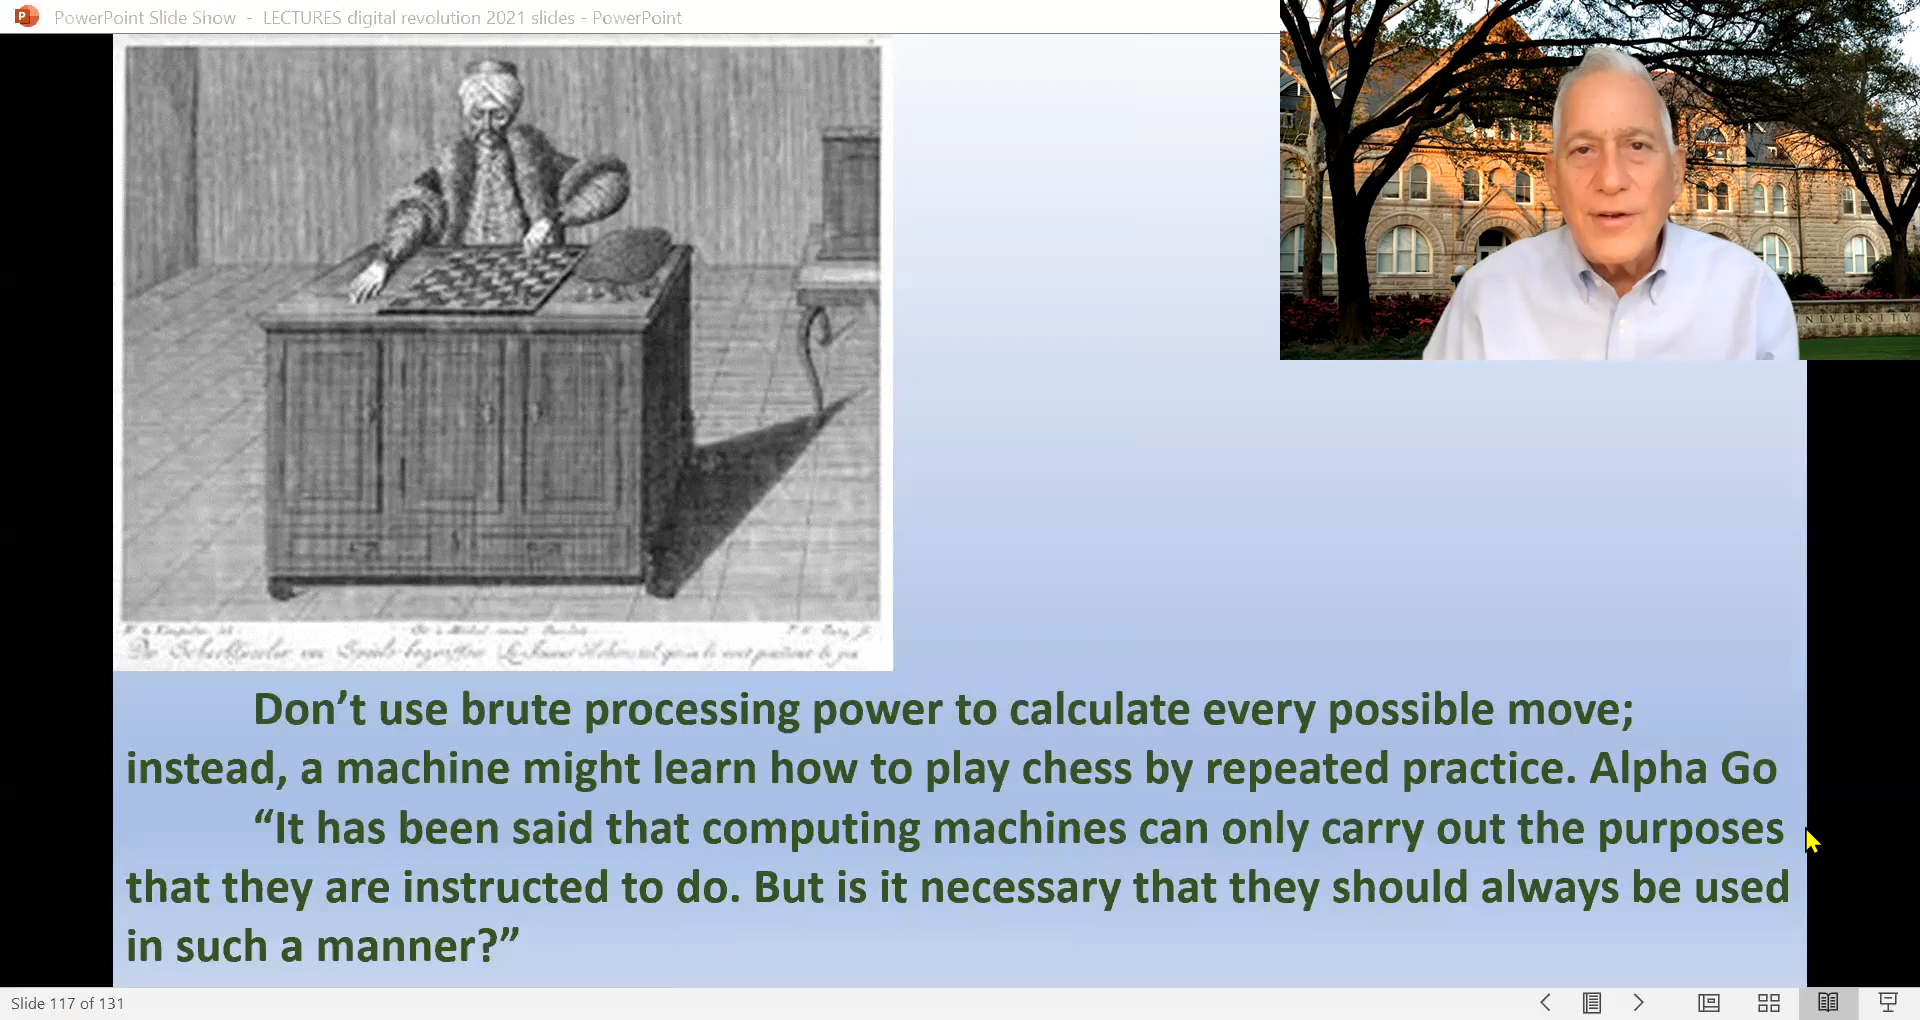 PowerPoint Slide Show - LECTURES digital revolution 2021 slides - PowerPoint
UNIVERSITY
Don’t use brute processing power to calculate every possible move;
instead, a machine might learn how to play chess by repeated practice. Alpha Go
“It has been said that computing machines can only carry out the purposes
that they are instructed to do. But is it necessary that they should always be used
in such a manner?”
Slide 117 of 131